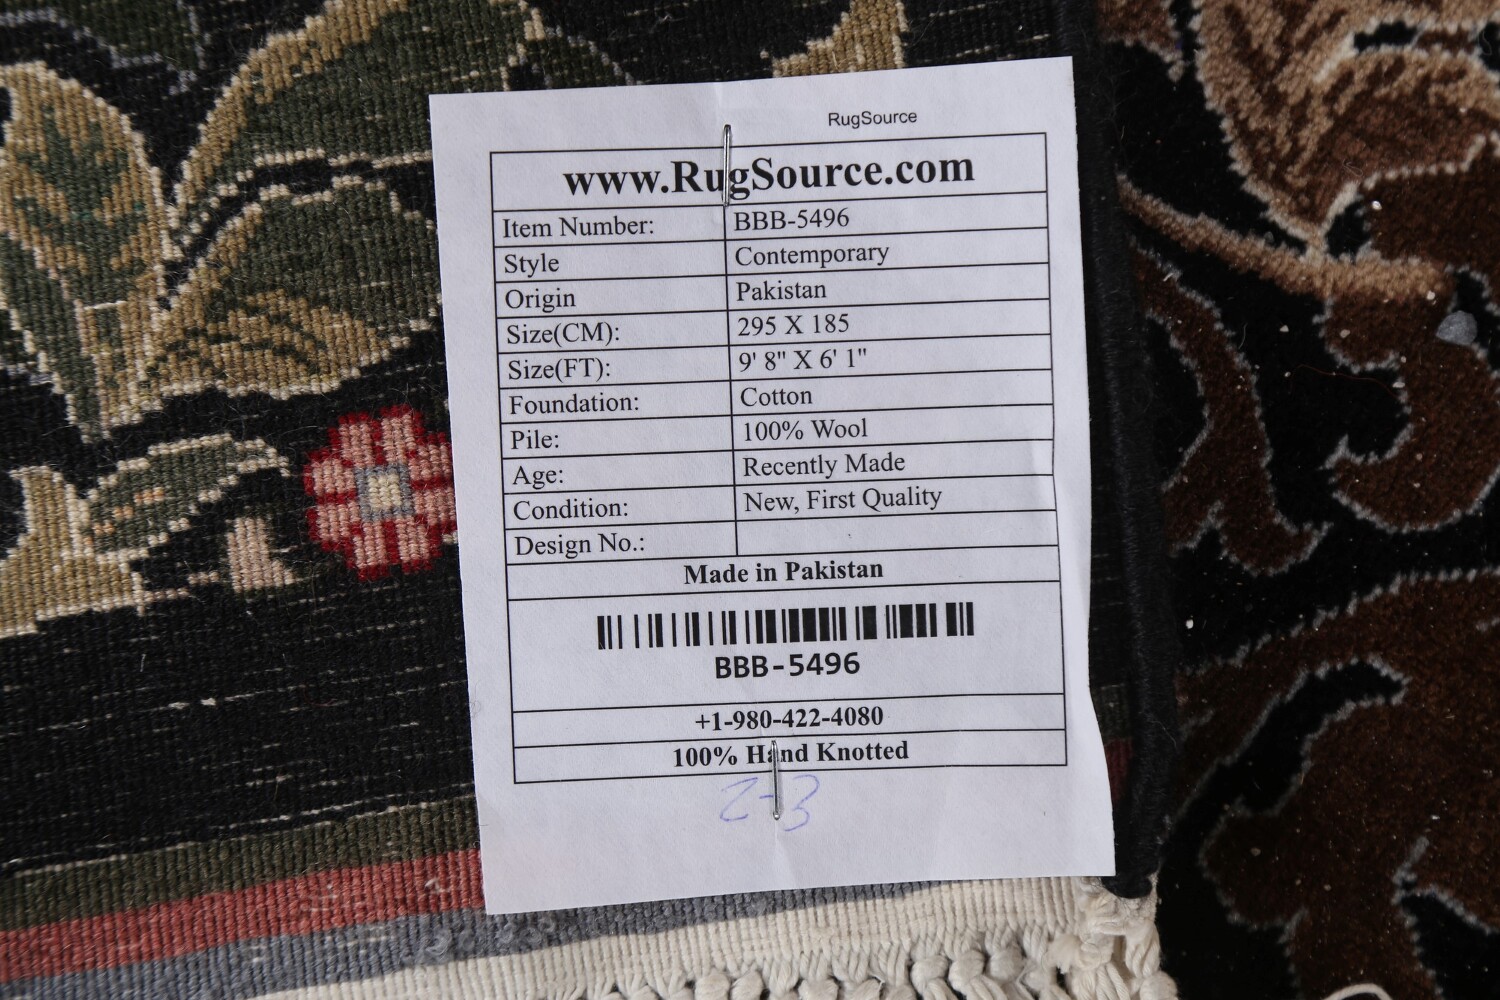 RugSource
www.RugSource.com
Item Number: BBB-5496
Style Contemporary
Origin Pakistan
Size(CM): 295 X 185
Size(FT): 9' 8" X 6' 1"
Foundation: Cotton
Pile: 100% Wool
Age: Recently Made
Condition: New, First Quality
Design No.:
Made in Pakistan
BBB-5496
+1-980-422-4080
100% Hand Knotted
2-3